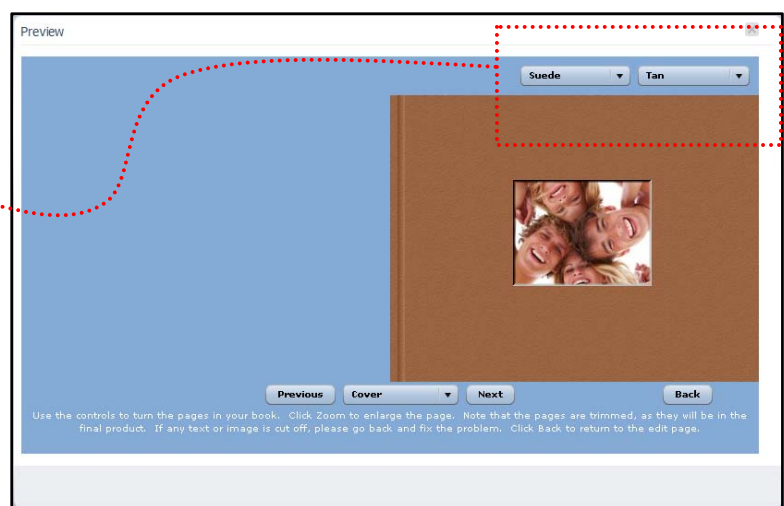 Preview
Suede Tan
Previous Cover Next Back
Use the controls to turn the pages in your book. Click Zoom to enlarge the page. Note that the pages are trimmed, as they will be in the
final product. If any text or image is cut off, please go back and fix the problem. Click Back to return to the edit page.